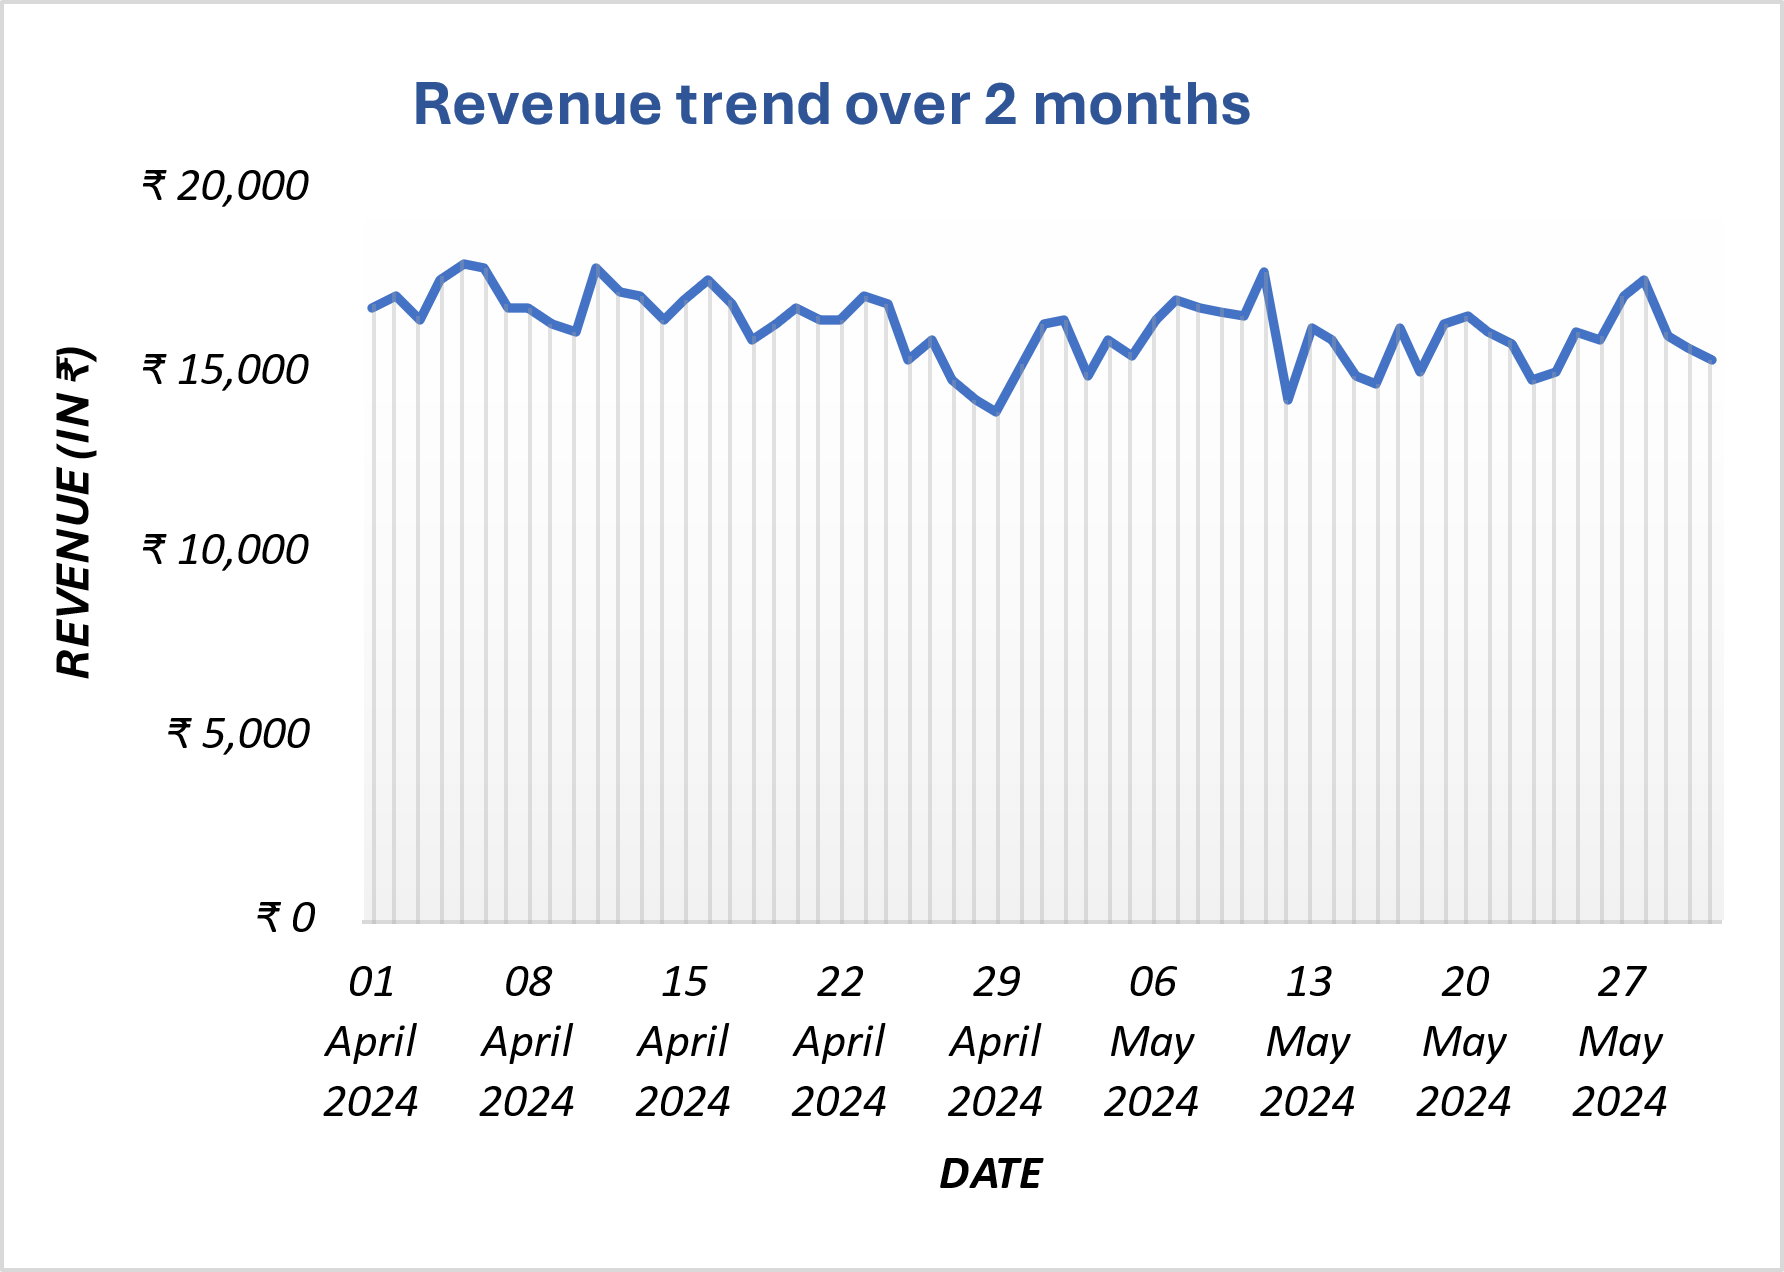 Revenue trend over 2 months
₹ 20,000
₹ 15,000
₹ 10,000
₹ 5,000
₹ 0
REVENUE (IN ₹)
01 April 2024
08 April 2024
15 April 2024
22 April 2024
29 April 2024
06 May 2024
13 May 2024
20 May 2024
27 May 2024
DATE